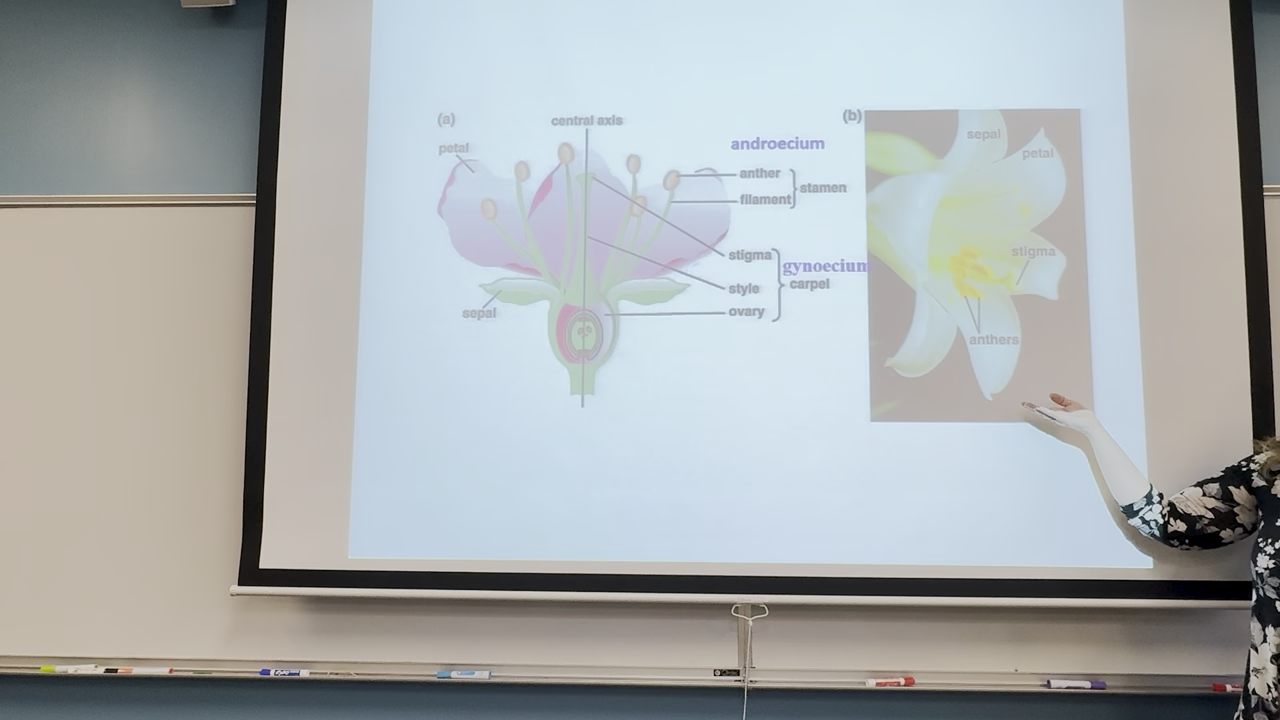 (a)
central axis
petal
androecium
anther
stamen
filament
stigma
gynoecium
carpel
style
ovary
sepal
(b)
sepal
petal
stigma
anthers